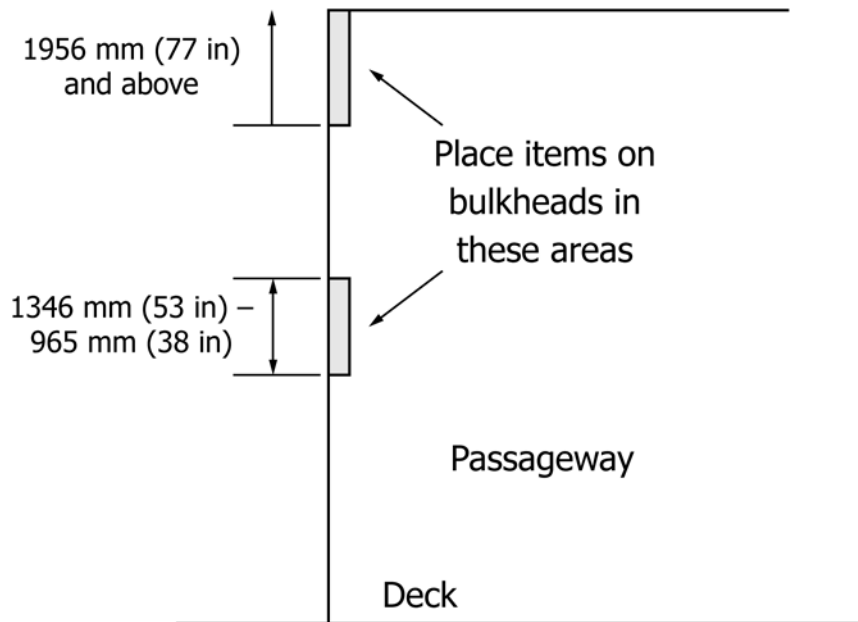 1956 mm (77 in)
and above
Place items on
bulkheads in
these areas
1346 mm (53 in) –
965 mm (38 in)
Passageway
Deck